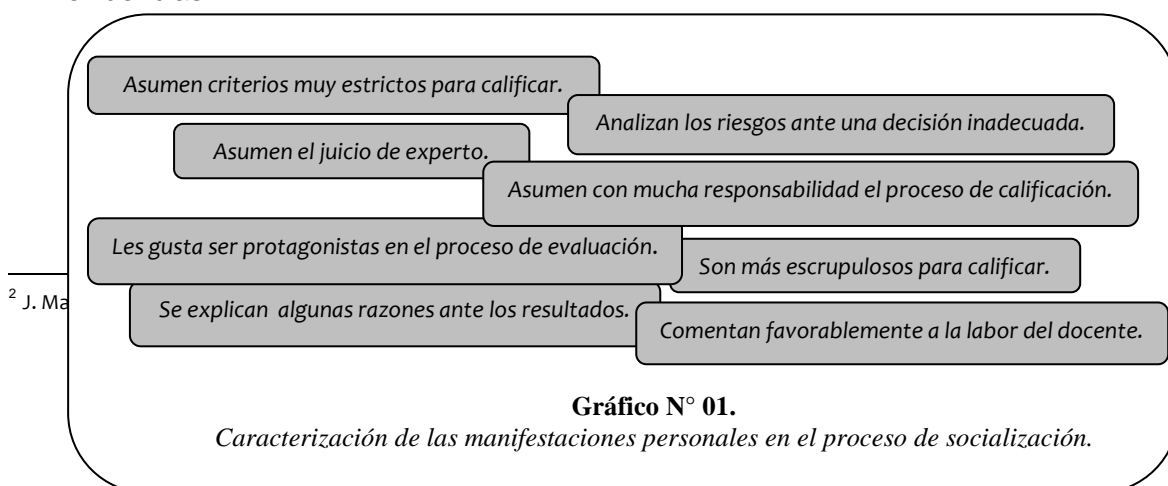 Asumen criterios muy estrictos para calificar.
Analizan los riesgos ante una decisión inadecuada.
Asumen el juicio de experto.
Asumen con mucha responsabilidad el proceso de calificación.
Les gusta ser protagonistas en el proceso de evaluación.
Son más escrupulosos para calificar.
² J. Ma
Se explican algunas razones ante los resultados.
Comentan favorablemente a la labor del docente.
Gráfico N° 01.
Caracterización de las manifestaciones personales en el proceso de socialización.